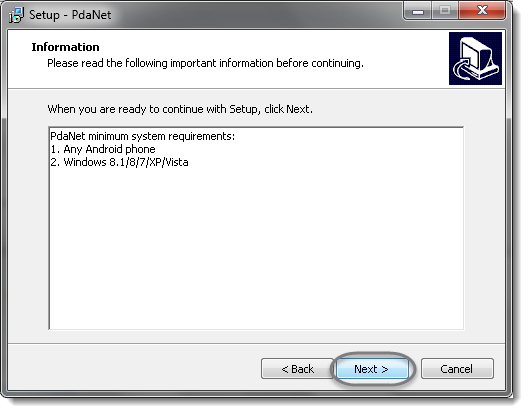 Setup - PdaNet
Information
Please read the following important information before continuing.
When you are ready to continue with Setup, click Next.
PdaNet minimum system requirements:
1. Any Android phone
2. Windows 8.1/8/7/XP/Vista
< Back
Next >
Cancel